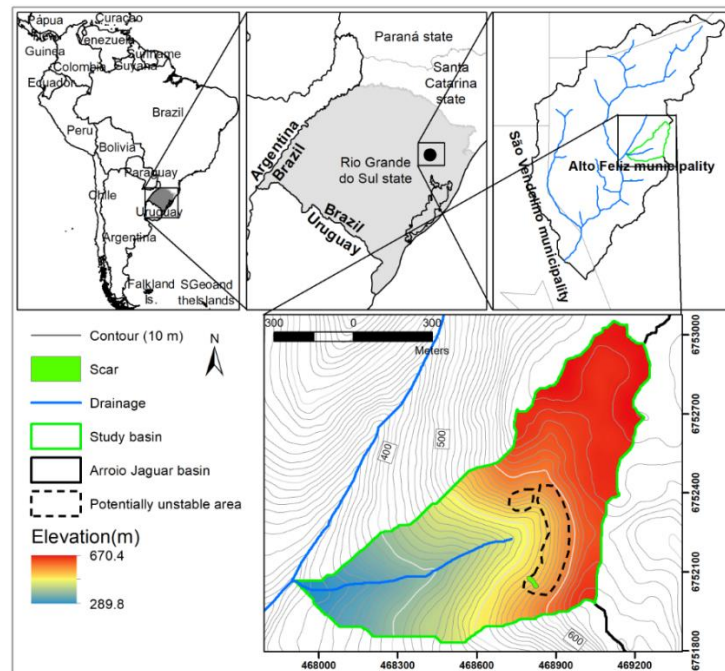 Pápua
New
Guinea
Curaçao
Venezuela
Suriname
Guyana
Colombia
Ecuador
Brazil
Peru
Bolivia
Paraguay
Chile
Uruguay
Argentina
Falkland
Is.
SGeoand
theIslands
Paraná state
Santa
Catarina
state
Argentina
Brazil
Rio Grande
do Sul state
Brazil
Uruguay
São Vendelino municipality
Alto Feliz municipality
Contour (10 m)
N
Scar
Drainage
Study basin
Arroio Jaguar basin
Potentially unstable area
Elevation(m)
670.4
289.8
300 0 300
Meters
400
500
600
6753000
6752700
6752400
6752100
6751800
468000 468300 468600 468900 469200